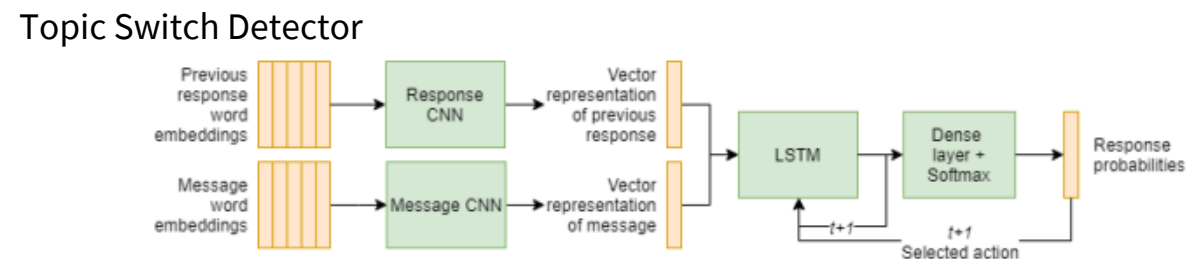 Topic Switch Detector
Previous
response
word
embeddings
Response
CNN
Vector
representation
of previous
response
Message
word
embeddings
Message CNN
Vector
representation
of message
LSTM
Dense
layer +
Softmax
Response
probabilities
t+1
t+1
Selected action